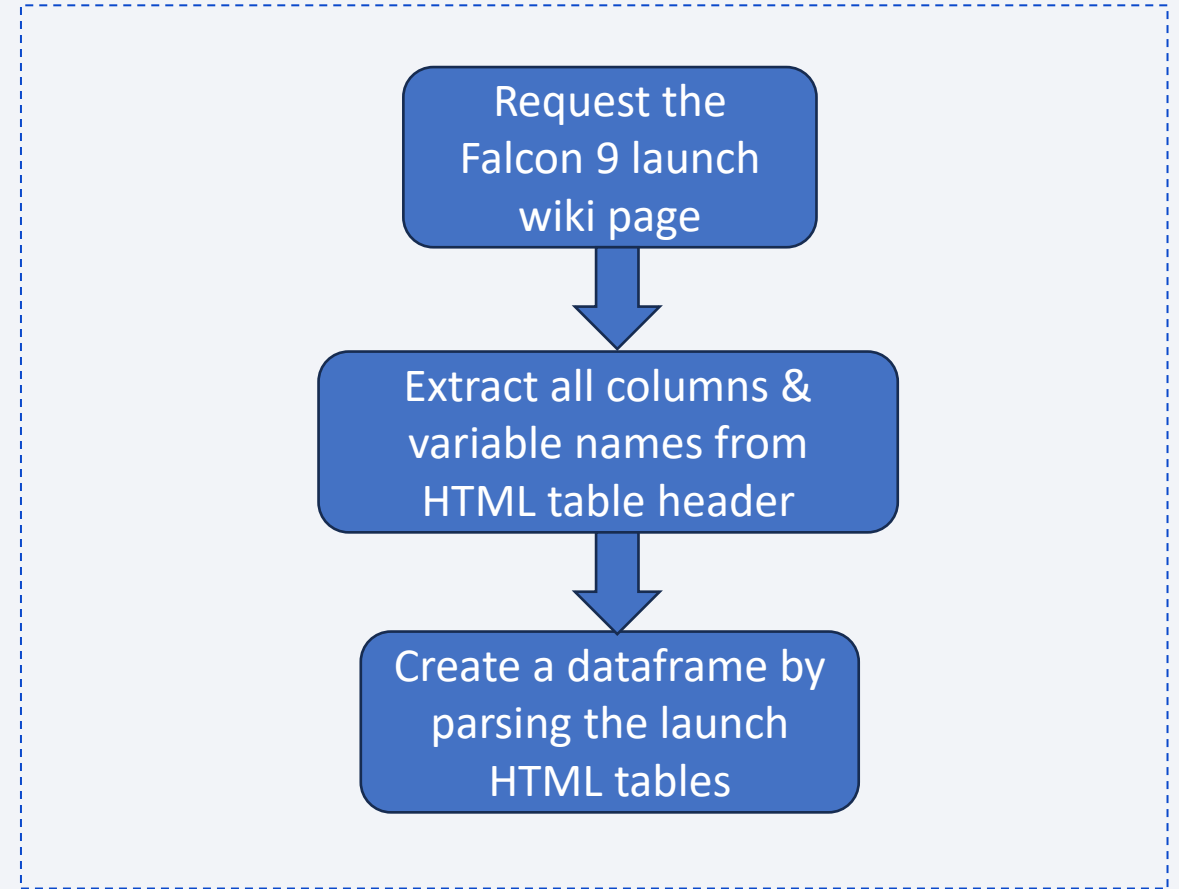 Request the
Falcon 9 launch
wiki page
Extract all columns &
variable names from
HTML table header
Create a dataframe by
parsing the launch
HTML tables